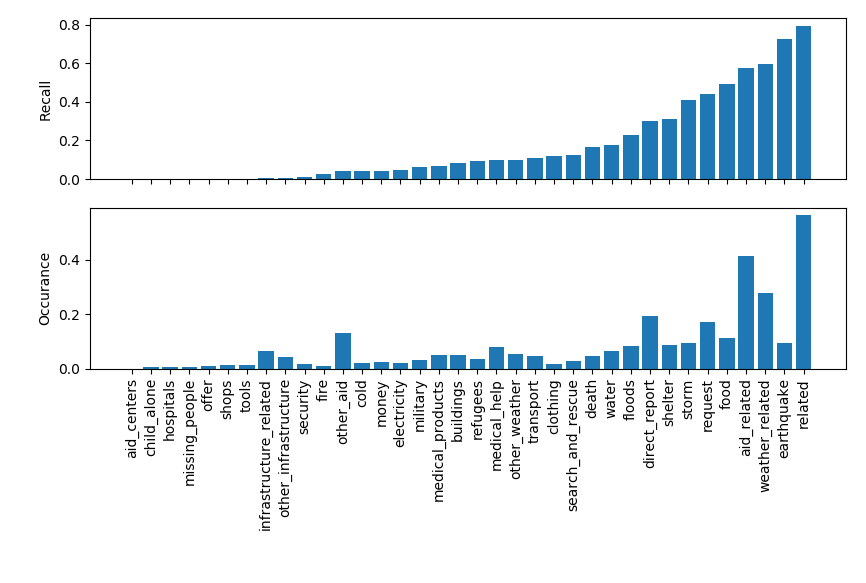 0.8
0.6
0.4
0.2
0.0
Recall
0.4
0.2
0.0
Occurance
aid_centers
child_alone
hospitals
missing_people
offer
shops
tools
infrastructure_related
other_infrastructure
security
fire
other_aid
cold
money
electricity
military
medical_products
buildings
refugees
medical_help
other_weather
transport
clothing
search_and_rescue
death
water
floods
direct_report
shelter
storm
request
food
aid_related
weather_related
earthquake
related